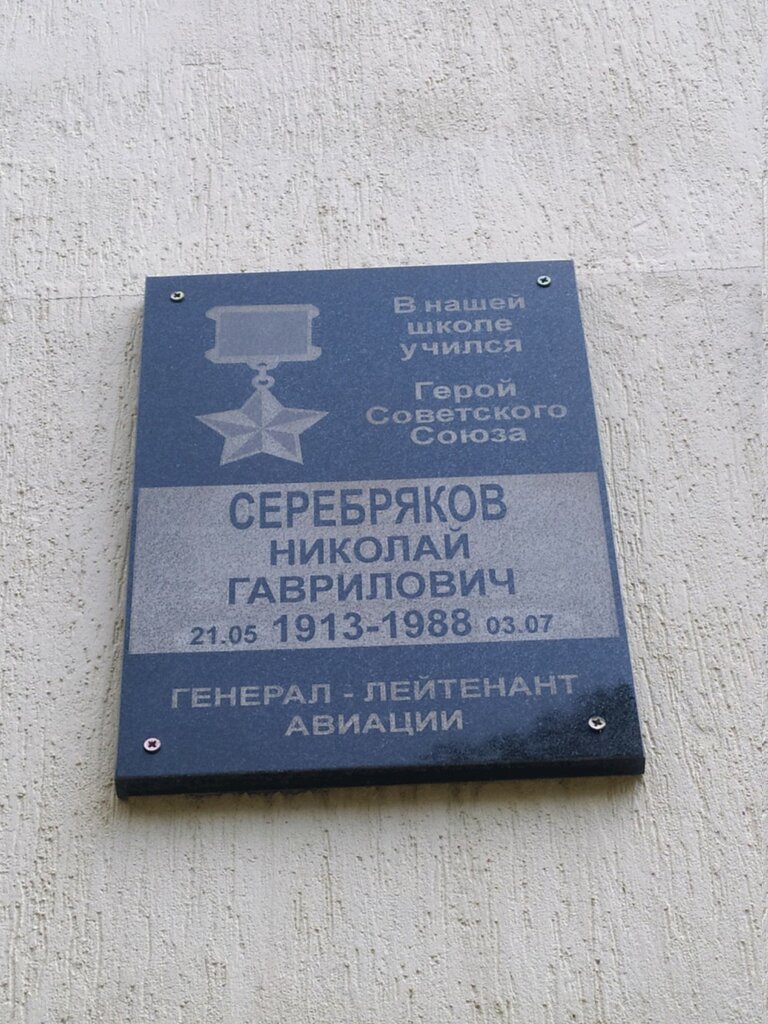 В нашей
школе
учился
Герой
Советского
Союза
СЕРЕБРЯКОВ
НИКОЛАЙ
ГАВРИЛОВИЧ
21.05 1913-1988 03.07
ГЕНЕРАЛ - ЛЕЙТЕНАНТ
АВИАЦИИ